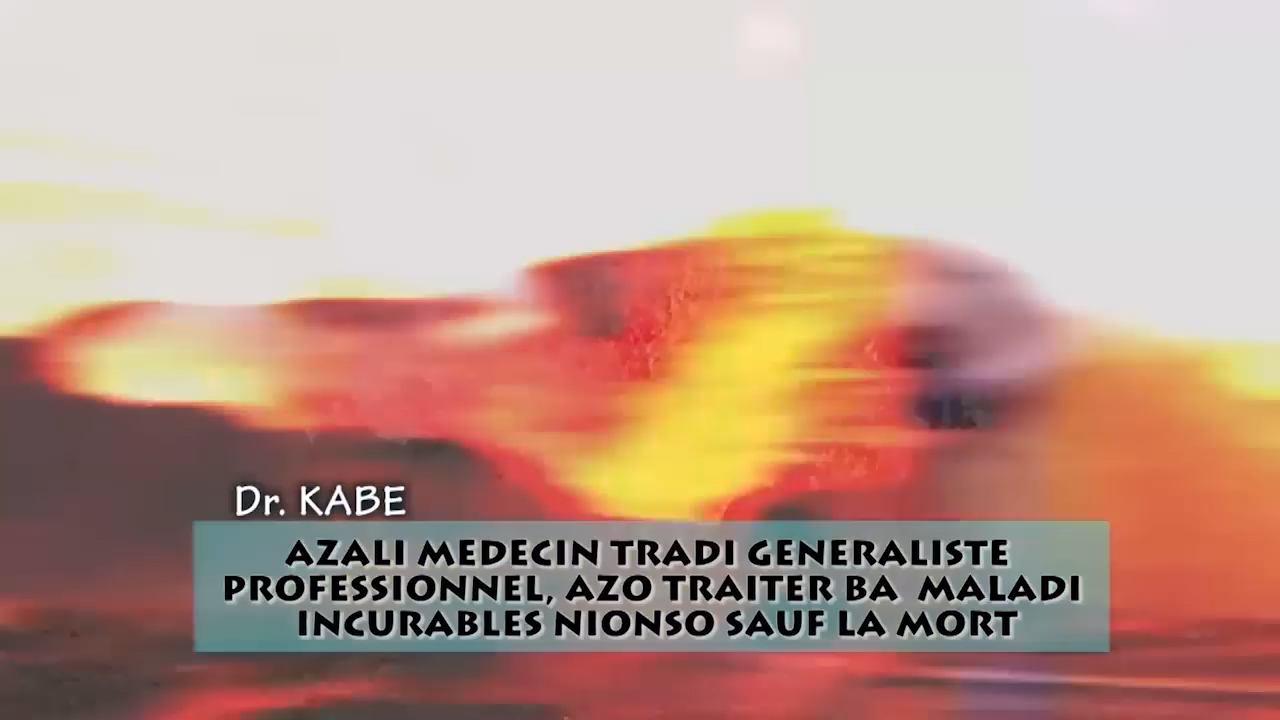 Dr. KABE
AZALI MEDECIN TRADI GENERALISTE
PROFESSIONNEL, AZO TRAITER BA MALADI
INCURABLES NIONSO SAUF LA MORT